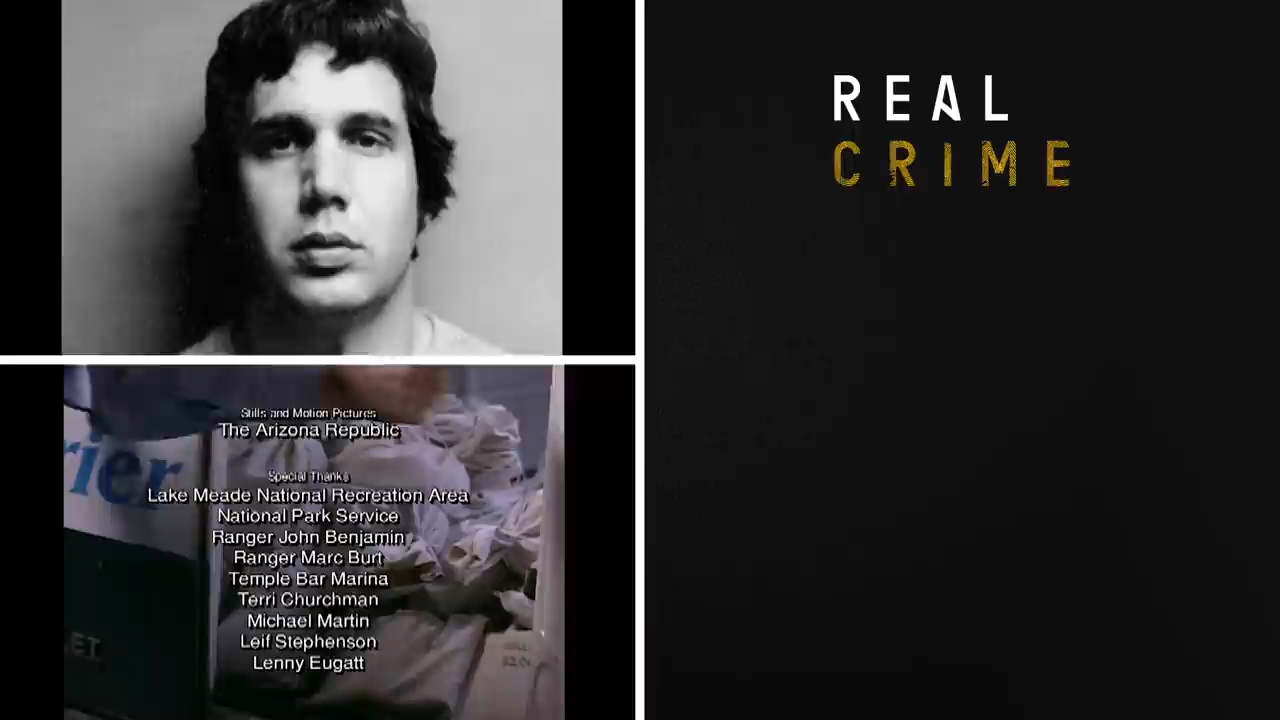 REAL
CRIME
Stills and Motion Pictures
The Arizona Republic
Special Thanks
Lake Meade National Recreation Area
National Park Service
Ranger John Benjamin
Ranger Marc Burt
Temple Bar Marina
Terri Churchman
Michael Martin
Leif Stephenson
Lenny Eugatt
rier